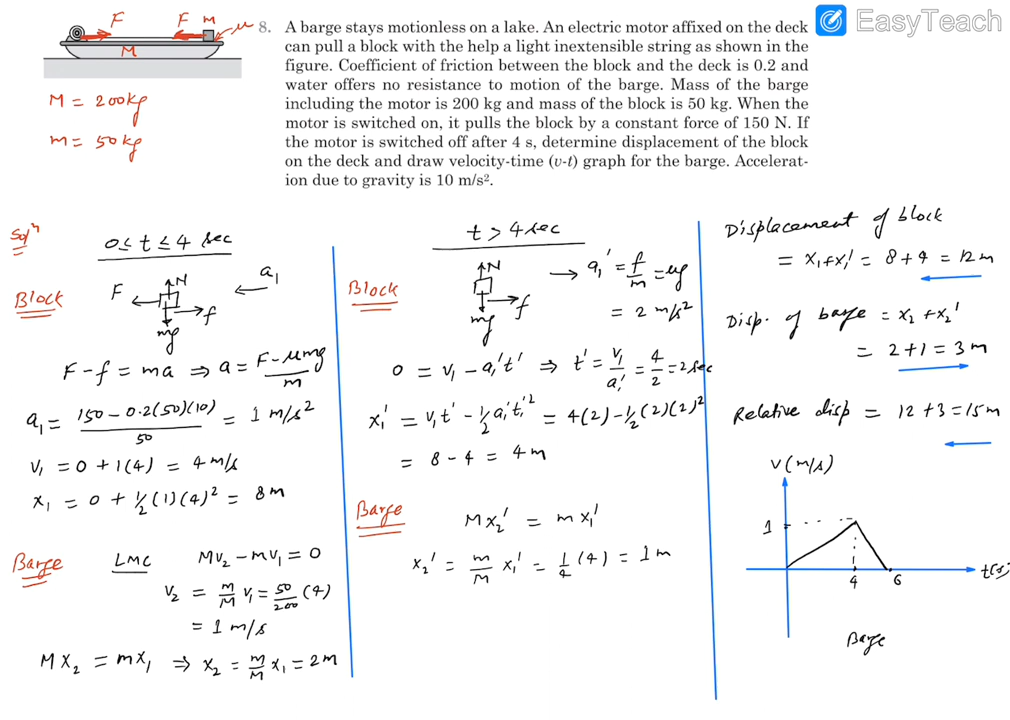 F F m μ
M
M = 200kg
m = 50kg
8. A barge stays motionless on a lake. An electric motor affixed on the deck
can pull a block with the help a light inextensible string as shown in the
figure. Coefficient of friction between the block and the deck is 0.2 and
water offers no resistance to motion of the barge. Mass of the barge
including the motor is 200 kg and mass of the block is 50 kg. When the
motor is switched on, it pulls the block by a constant force of 150 N. If
the motor is switched off after 4 s, determine displacement of the block
on the deck and draw velocity-time (v-t) graph for the barge. Accelerat-
ion due to gravity is 10 m/s².
EasyTeach
Solⁿ
0 ≤ t ≤ 4 sec
Block
F N f mg a₁
F - f = ma ⇒ a = (F - μmg)/m
a₁ = (150 - 0.2(50)(10))/50 = 1 m/s²
v₁ = 0 + 1(4) = 4 m/s
x₁ = 0 + ½(1)(4)² = 8m
Barge LMC Mv₂ - mv₁ = 0
v₂ = m/M v₁ = 50/200 (4)
= 1 m/s
Mx₂ = mx₁ ⇒ x₂ = m/M x₁ = 2m
t > 4 sec
Block
N f mg → a₁' = f/m = μg
= 2 m/s²
0 = v₁ - a₁'t' ⇒ t' = v₁/a₁' = 4/2 = 2 sec
x₁' = v₁t' - ½a₁'t₁'² = 4(2) - ½(2)(2)²
= 8 - 4 = 4m
Barge
Mx₂' = mx₁'
x₂' = m/M x₁' = ¼(4) = 1m
Displacement of block
= x₁ + x₁' = 8 + 4 = 12m
Disp. of barge = x₂ + x₂'
= 2 + 1 = 3m
Relative disp = 12 + 3 = 15m
v(m/s)
1
4 6 t(s)
Barge